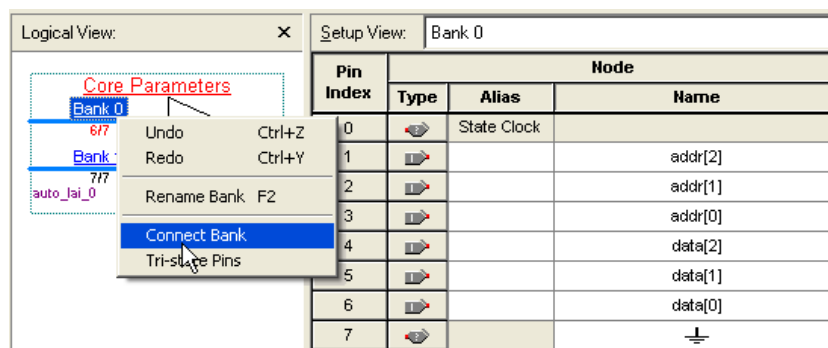 Logical View: ×
Setup View: Bank 0
Core Parameters
Bank 0
6/7
Bank
7/7
auto_lai_0
Undo Ctrl+Z
Redo Ctrl+Y
Rename Bank F2
Connect Bank
Tri-state Pins
Pin Index
Node
Type Alias Name
0 State Clock
1 addr[2]
2 addr[1]
3 addr[0]
4 data[2]
5 data[1]
6 data[0]
7